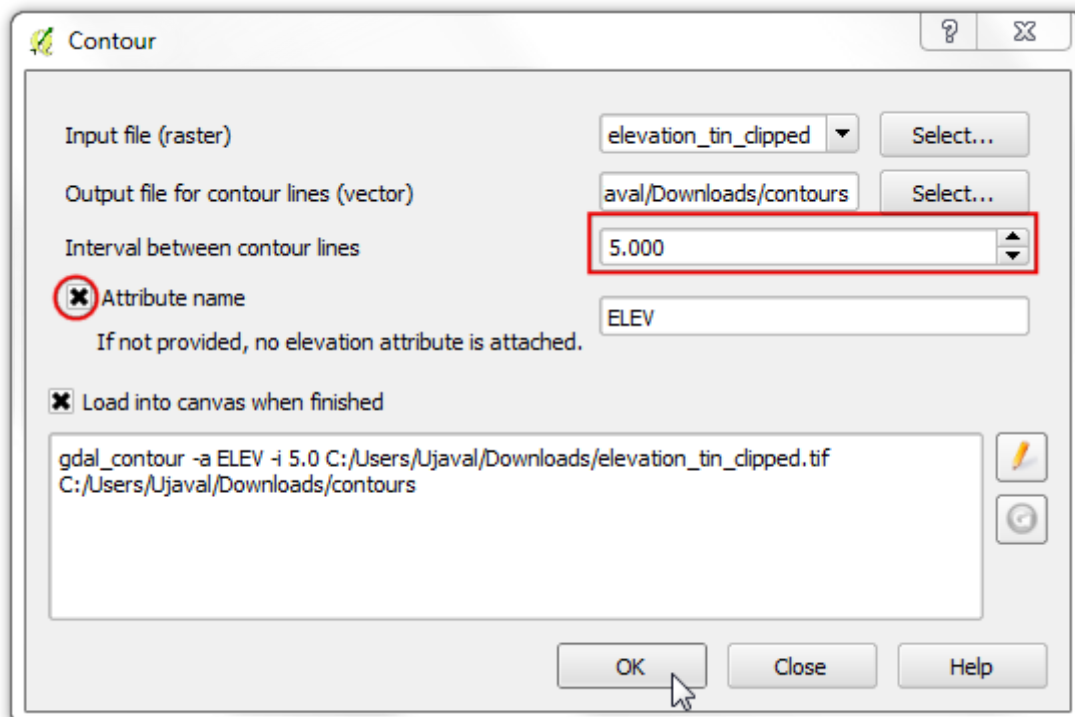 Contour
Input file (raster)
elevation_tin_clipped
Select...
Output file for contour lines (vector)
aval/Downloads/contours
Select...
Interval between contour lines
5.000
Attribute name
ELEV
If not provided, no elevation attribute is attached.
Load into canvas when finished
gdal_contour -a ELEV -i 5.0 C:/Users/Ujaval/Downloads/elevation_tin_clipped.tif
C:/Users/Ujaval/Downloads/contours
OK
Close
Help